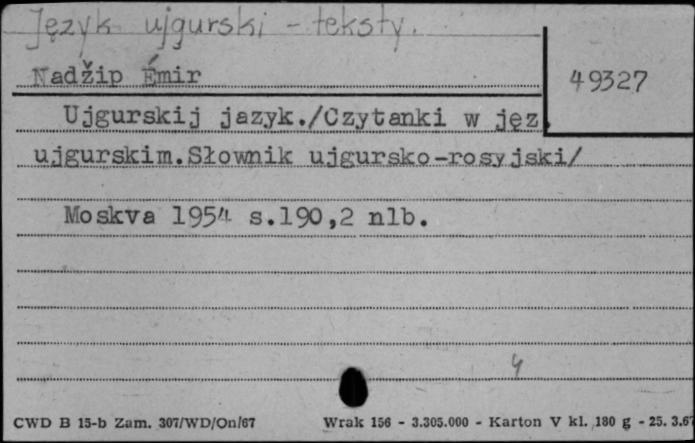 Język ujgurski - teksty.
Nadžip Émir
49327
Ujgurskij jazyk./Czytanki w jęz.
ujgurskim.Słownik ujgursko-rosyjski/
Moskva 1954 s.190,2 nlb.
4
CWD B 15-b Zam. 307/WD/On/67 Wrak 156 - 3.305.000 - Karton V kl. 180 g - 25. 3.67